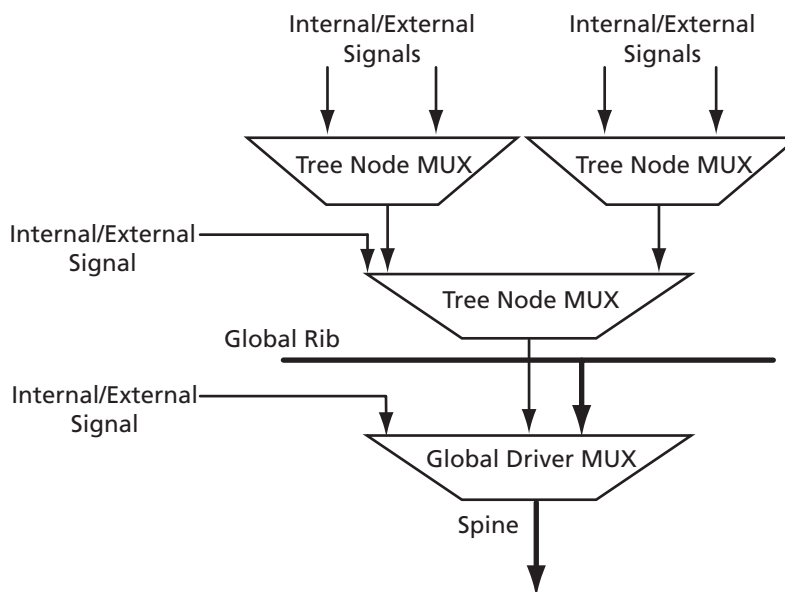 Internal/External
Signals
Internal/External
Signals
Tree Node MUX
Tree Node MUX
Internal/External
Signal
Tree Node MUX
Global Rib
Internal/External
Signal
Global Driver MUX
Spine